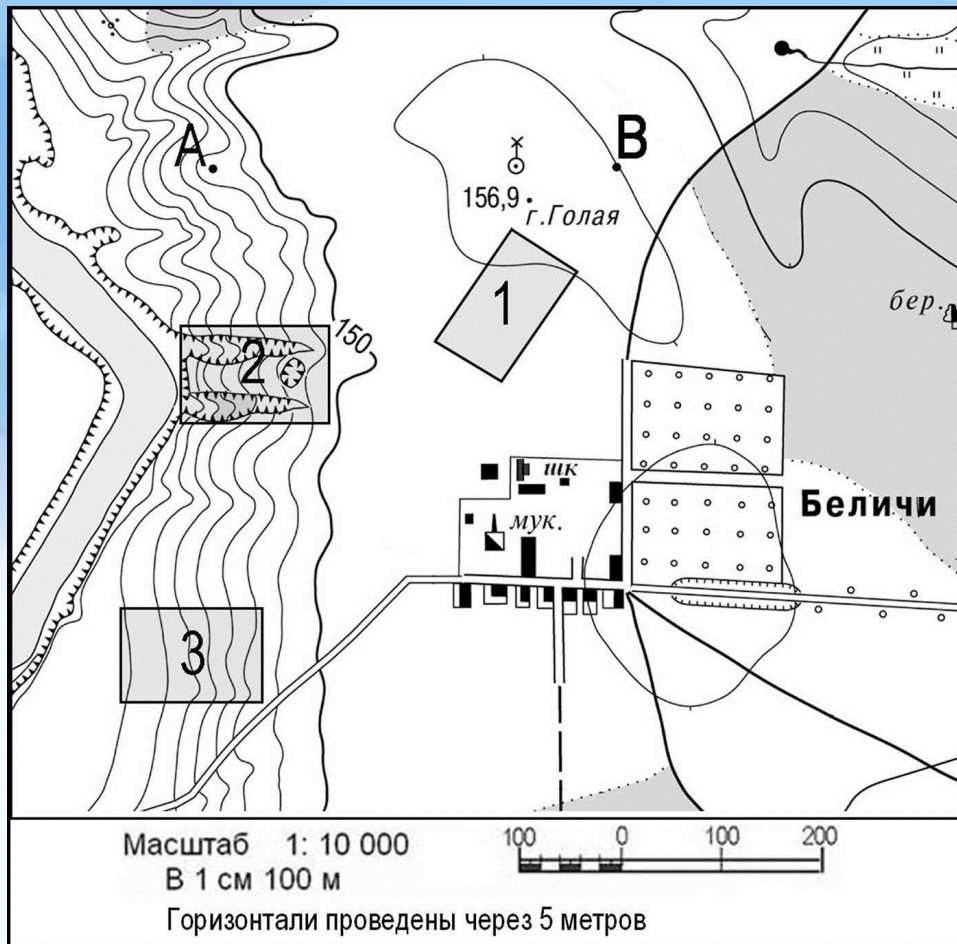 А.
В
156,9
г.Голая
1
бер.
150
2
шк
Беличи
мук.
3
Масштаб 1: 10 000
100 0 100 200
В 1 см 100 м
Горизонтали проведены через 5 метров